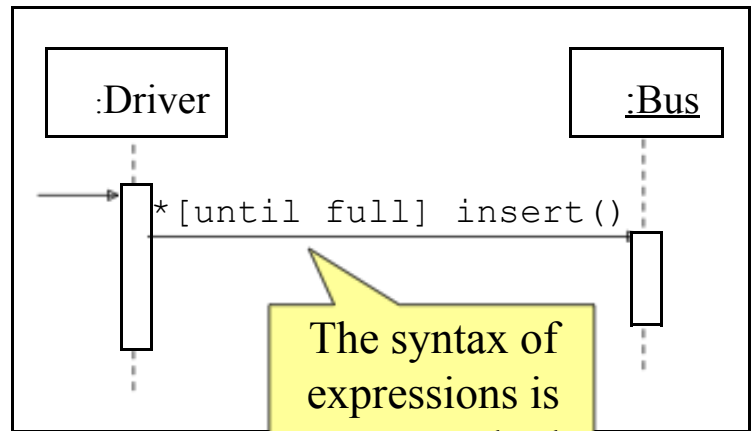 :Driver
:Bus
*[until full] insert()
The syntax of
expressions is